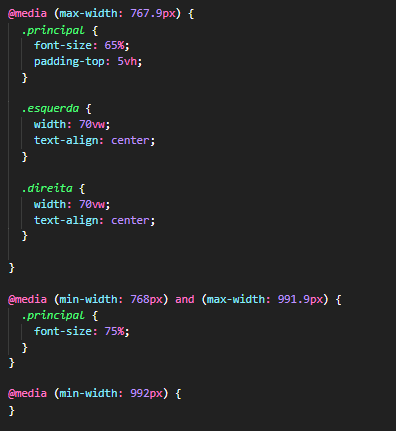 @media (max-width: 767.9px) {
  .principal {
    font-size: 65%;
    padding-top: 5vh;
  }

  .esquerda {
    width: 70vw;
    text-align: center;
  }

  .direita {
    width: 70vw;
    text-align: center;
  }

}

@media (min-width: 768px) and (max-width: 991.9px) {
  .principal {
    font-size: 75%;
  }
}

@media (min-width: 992px) {
}